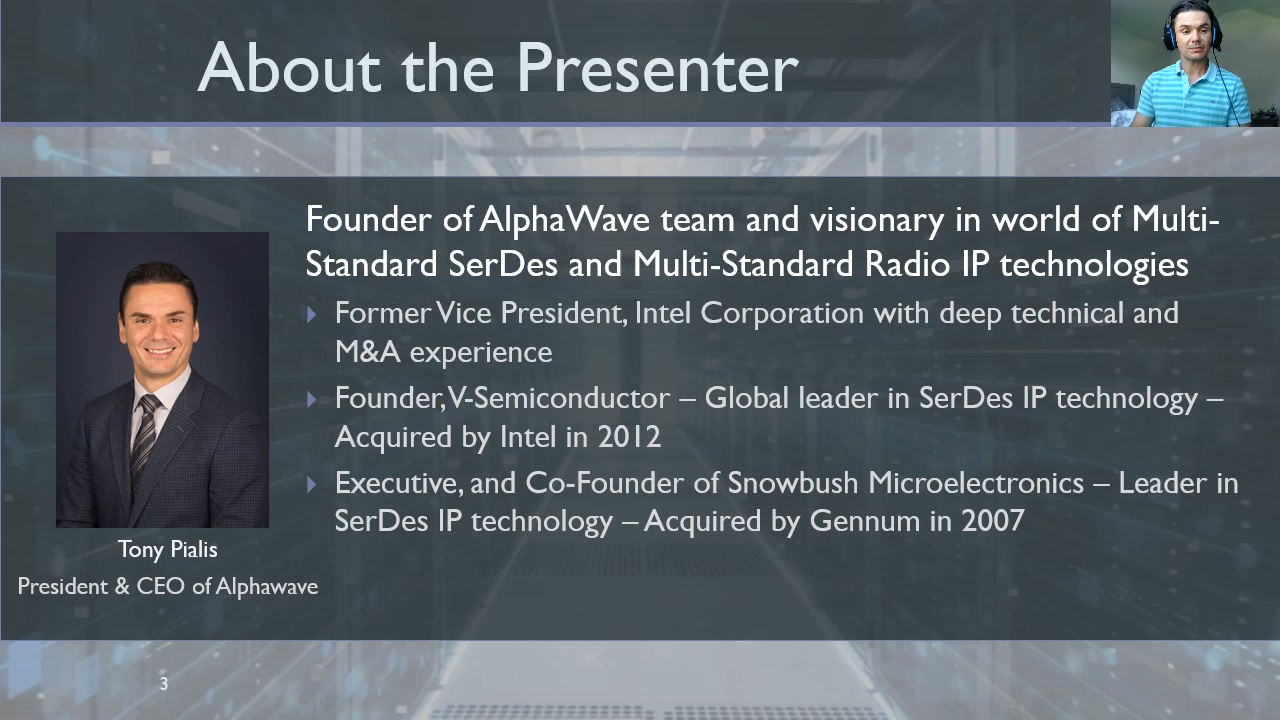 About the Presenter
Founder of AlphaWave team and visionary in world of Multi-
Standard SerDes and Multi-Standard Radio IP technologies
Former Vice President, Intel Corporation with deep technical and
M&A experience
Founder, V-Semiconductor – Global leader in SerDes IP technology –
Acquired by Intel in 2012
Executive, and Co-Founder of Snowbush Microelectronics – Leader in
SerDes IP technology – Acquired by Gennum in 2007
Tony Pialis
President & CEO of Alphawave
3